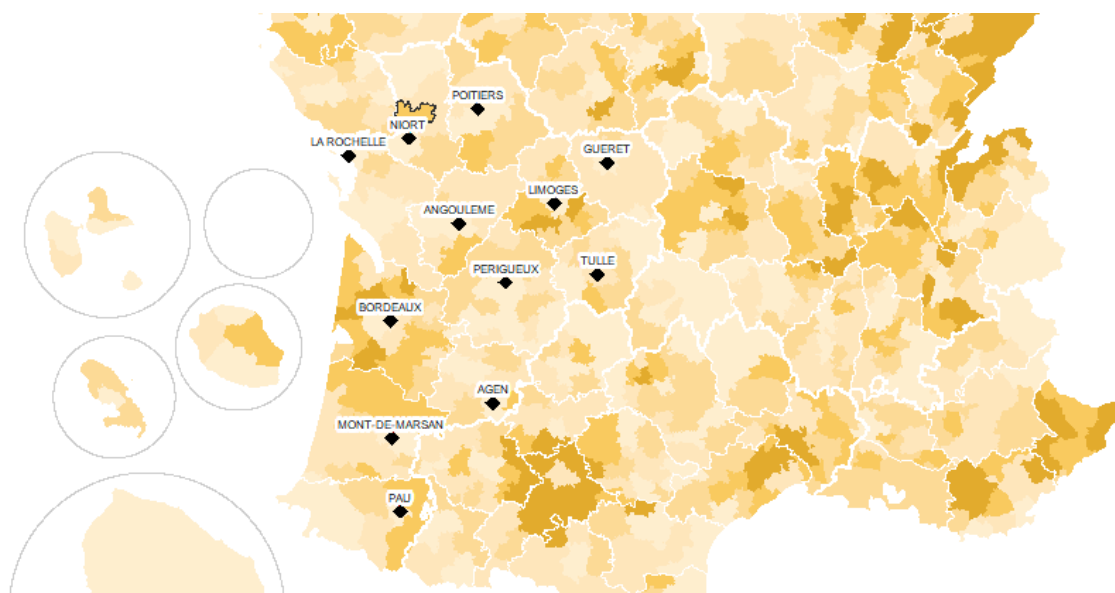 POITIERS
NIORT
LA ROCHELLE
GUERET
LIMOGES
ANGOULEME
PERIGUEUX
TULLE
BORDEAUX
AGEN
MONT-DE-MARSAN
PAU